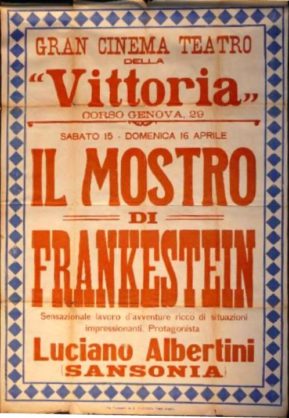 GRAN CINEMA TEATRO
DELLA
"Vittoria„
CORSO GENOVA, 29
SABATO 15 - DOMENICA 16 APRILE
IL MOSTRO
DI
FRANKESTEIN
Sensazionale lavoro d'avventure ricco di situazioni
impressionanti. Protagonista
Luciano Albertini
(SANSONIA)